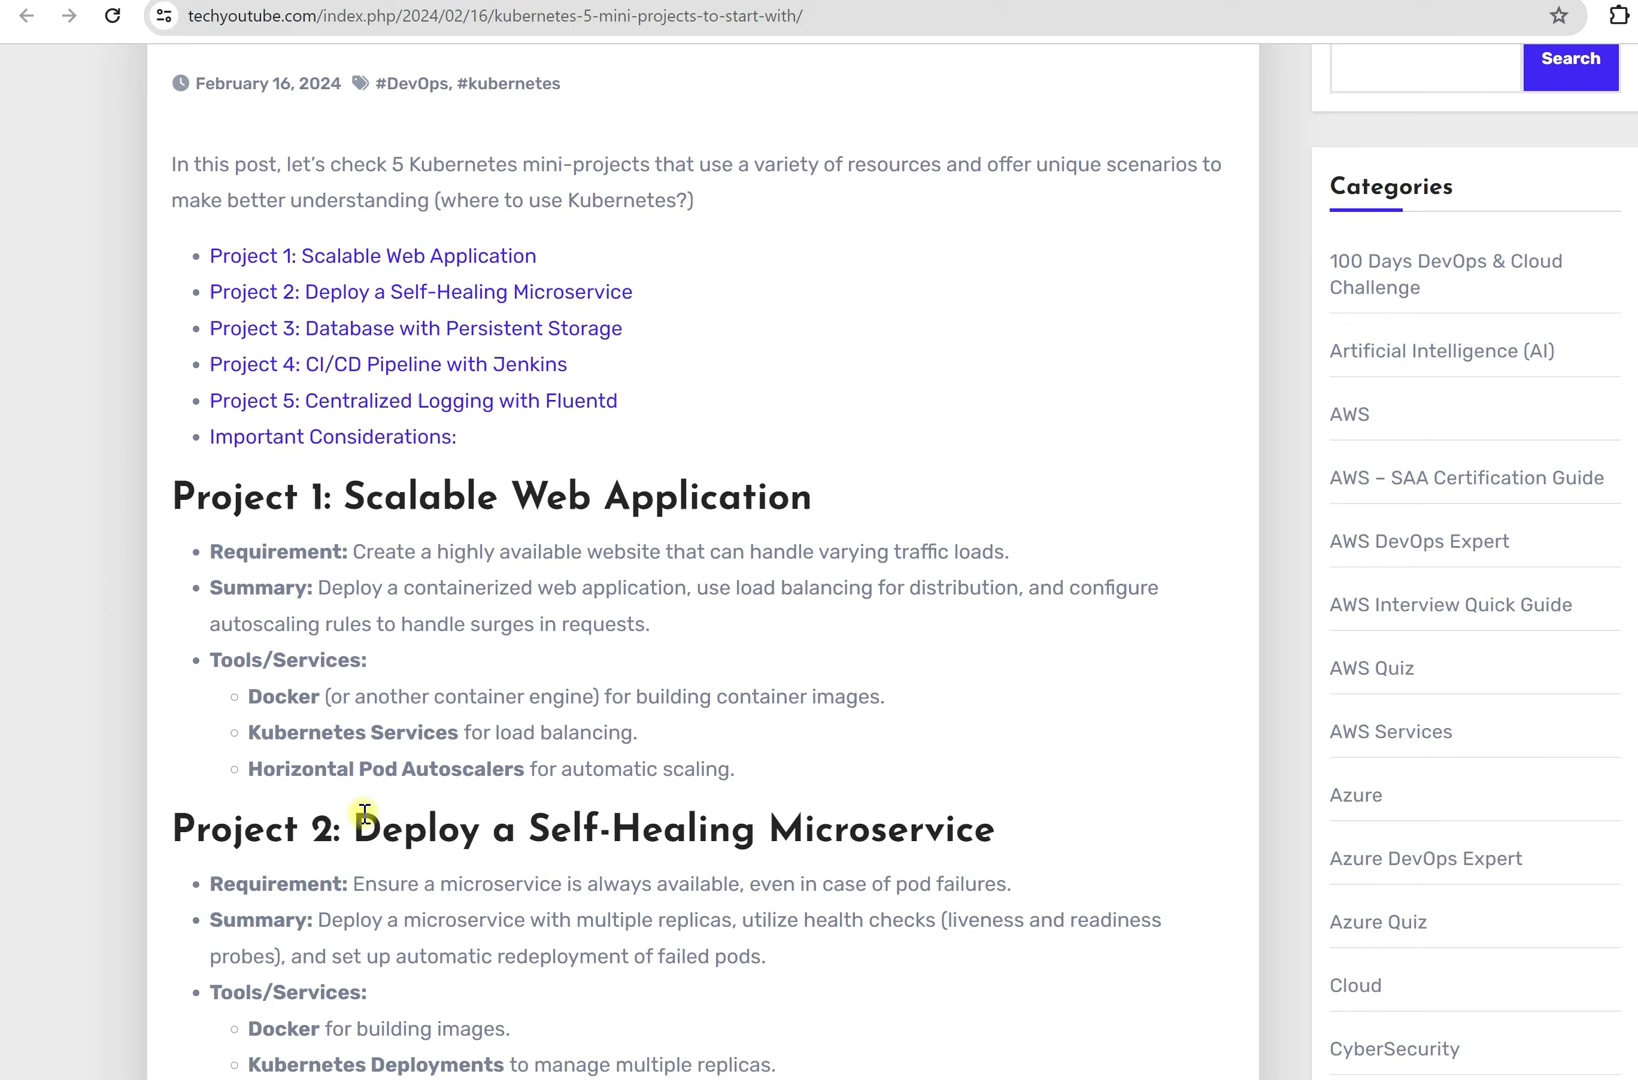 techyoutube.com/index.php/2024/02/16/kubernetes-5-mini-projects-to-start-with/
February 16, 2024 #DevOps, #kubernetes
In this post, let’s check 5 Kubernetes mini-projects that use a variety of resources and offer unique scenarios to
make better understanding (where to use Kubernetes?)
Project 1: Scalable Web Application
Project 2: Deploy a Self-Healing Microservice
Project 3: Database with Persistent Storage
Project 4: CI/CD Pipeline with Jenkins
Project 5: Centralized Logging with Fluentd
Important Considerations:
Project 1: Scalable Web Application
Requirement: Create a highly available website that can handle varying traffic loads.
Summary: Deploy a containerized web application, use load balancing for distribution, and configure
autoscaling rules to handle surges in requests.
Tools/Services:
Docker (or another container engine) for building container images.
Kubernetes Services for load balancing.
Horizontal Pod Autoscalers for automatic scaling.
Project 2: Deploy a Self-Healing Microservice
Requirement: Ensure a microservice is always available, even in case of pod failures.
Summary: Deploy a microservice with multiple replicas, utilize health checks (liveness and readiness
probes), and set up automatic redeployment of failed pods.
Tools/Services:
Docker for building images.
Kubernetes Deployments to manage multiple replicas.
Search
Categories
100 Days DevOps & Cloud
Challenge
Artificial Intelligence (AI)
AWS
AWS – SAA Certification Guide
AWS DevOps Expert
AWS Interview Quick Guide
AWS Quiz
AWS Services
Azure
Azure DevOps Expert
Azure Quiz
Cloud
CyberSecurity